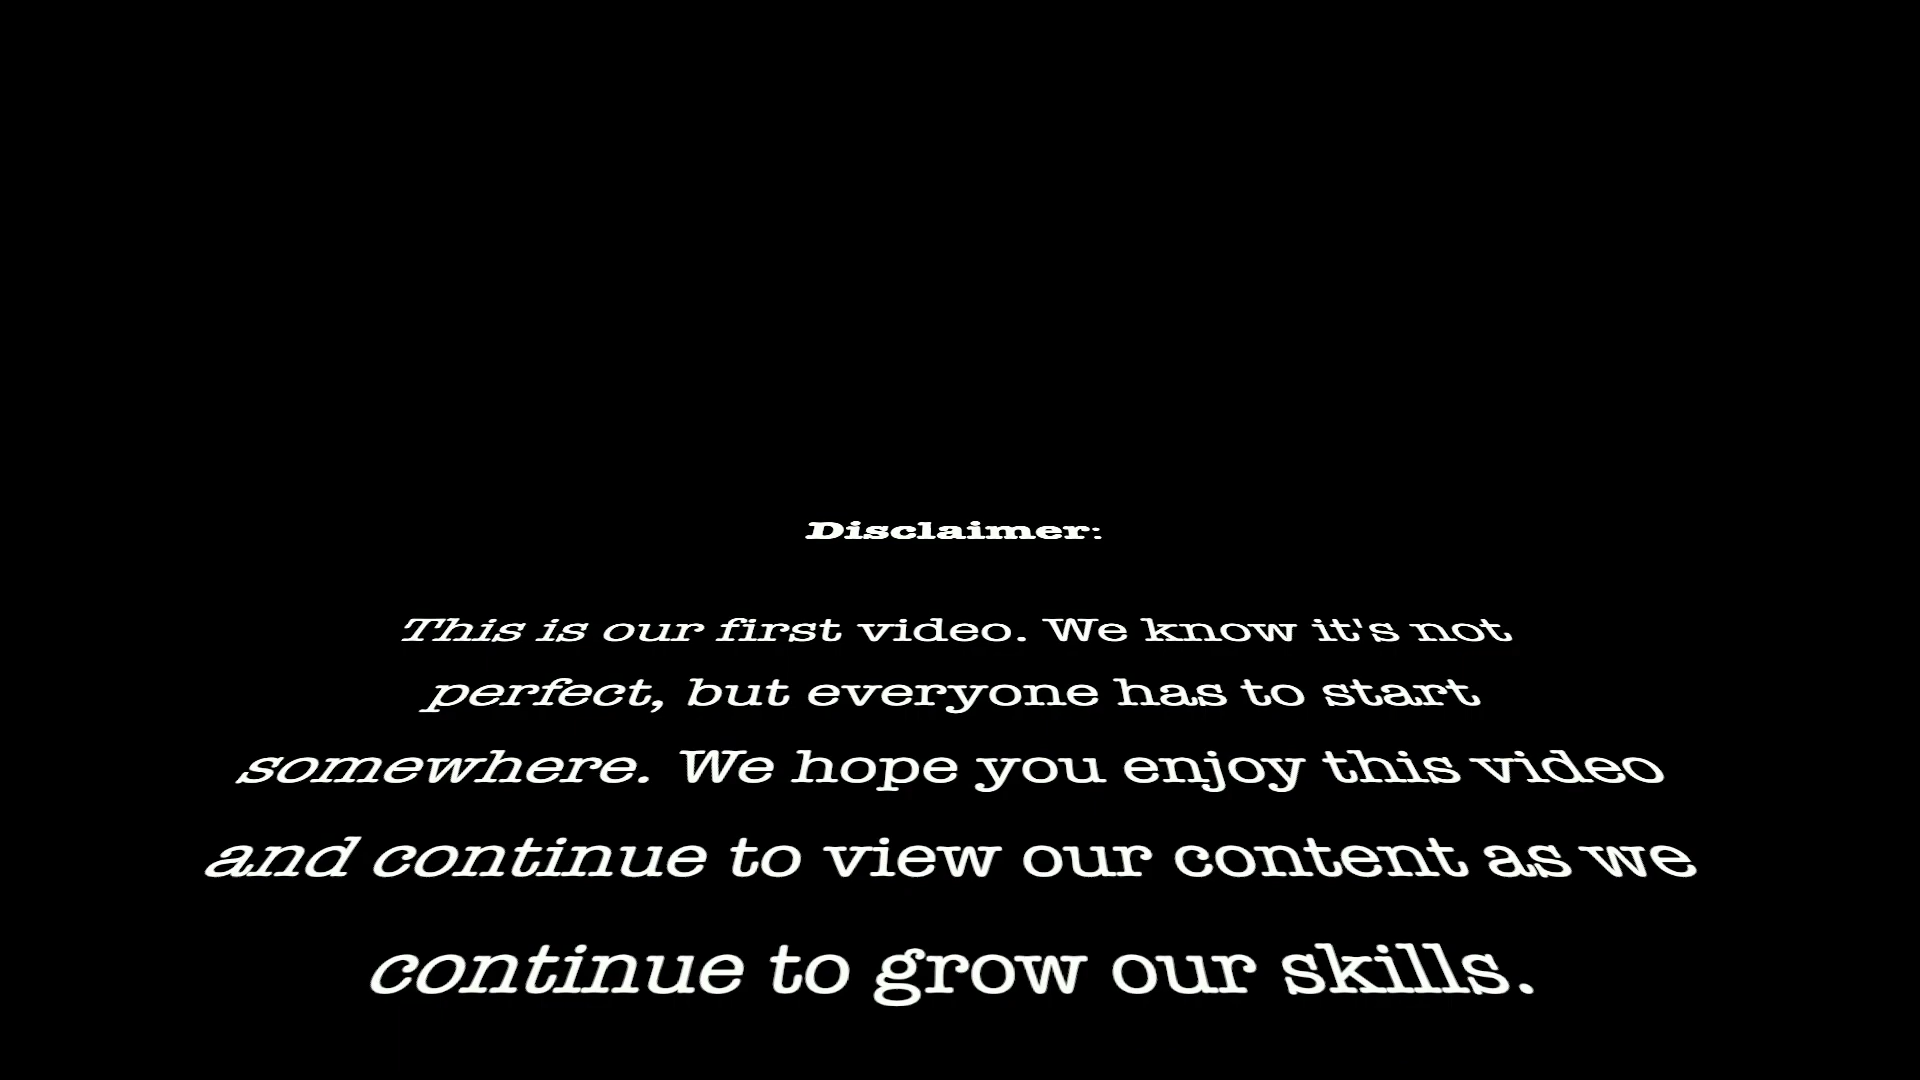 Disclaimer:
This is our first video. We know it's not
perfect, but everyone has to start
somewhere. We hope you enjoy this video
and continue to view our content as we
continue to grow our skills.